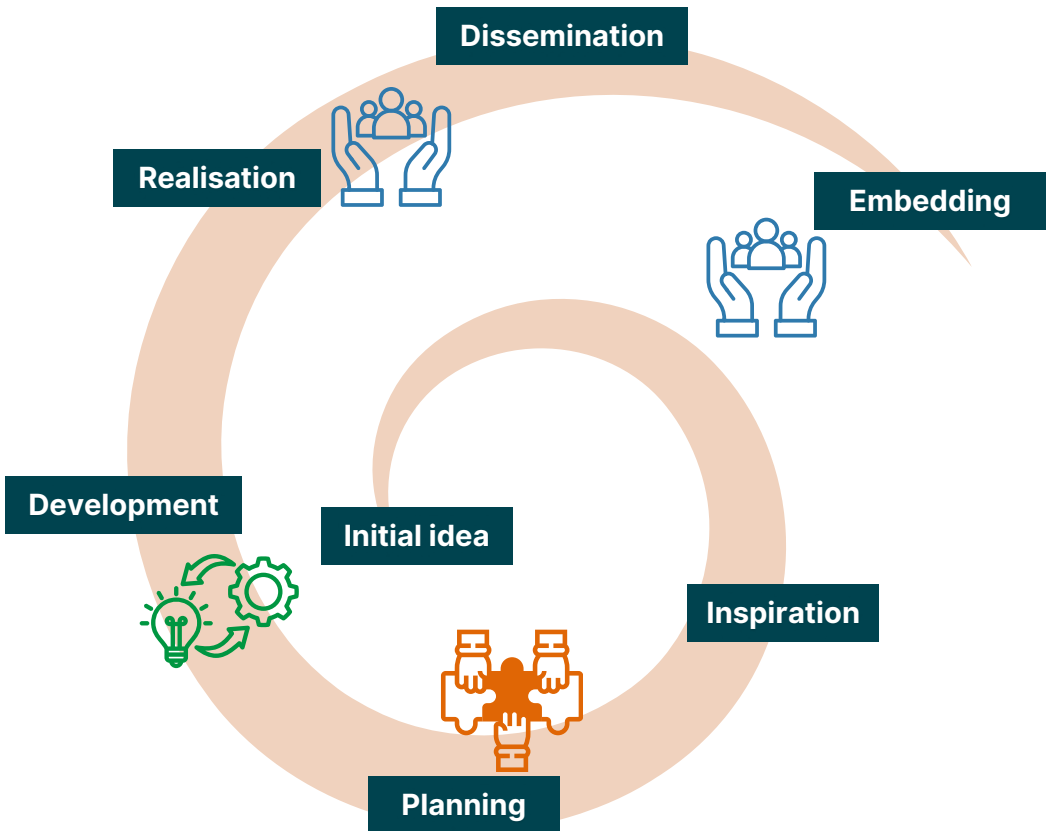 Dissemination
Realisation
Embedding
Development
Initial idea
Inspiration
Planning